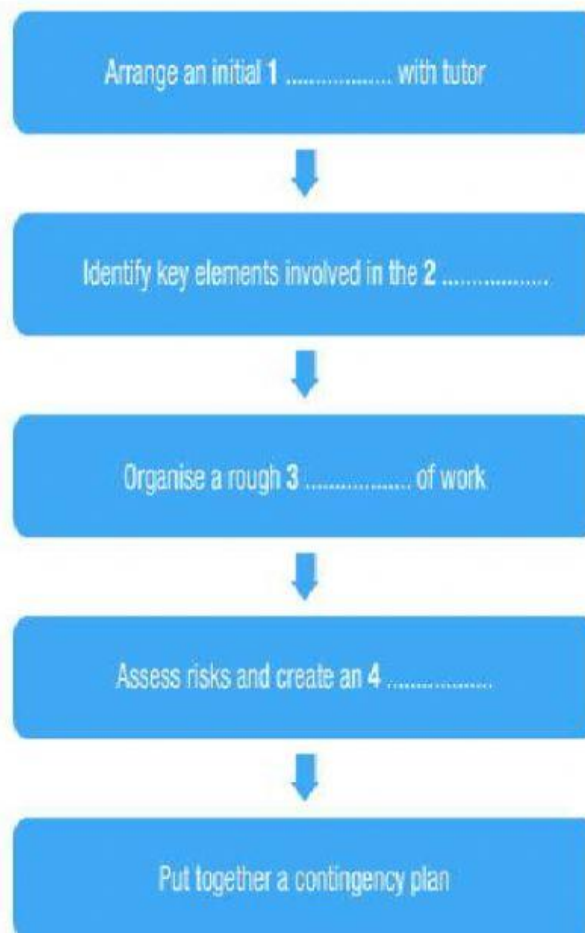 Arrange an initial 1 .................. with tutor
Identify key elements involved in the 2 ..................
Organise a rough 3 .................. of work
Assess risks and create an 4 ..................
Put together a contingency plan